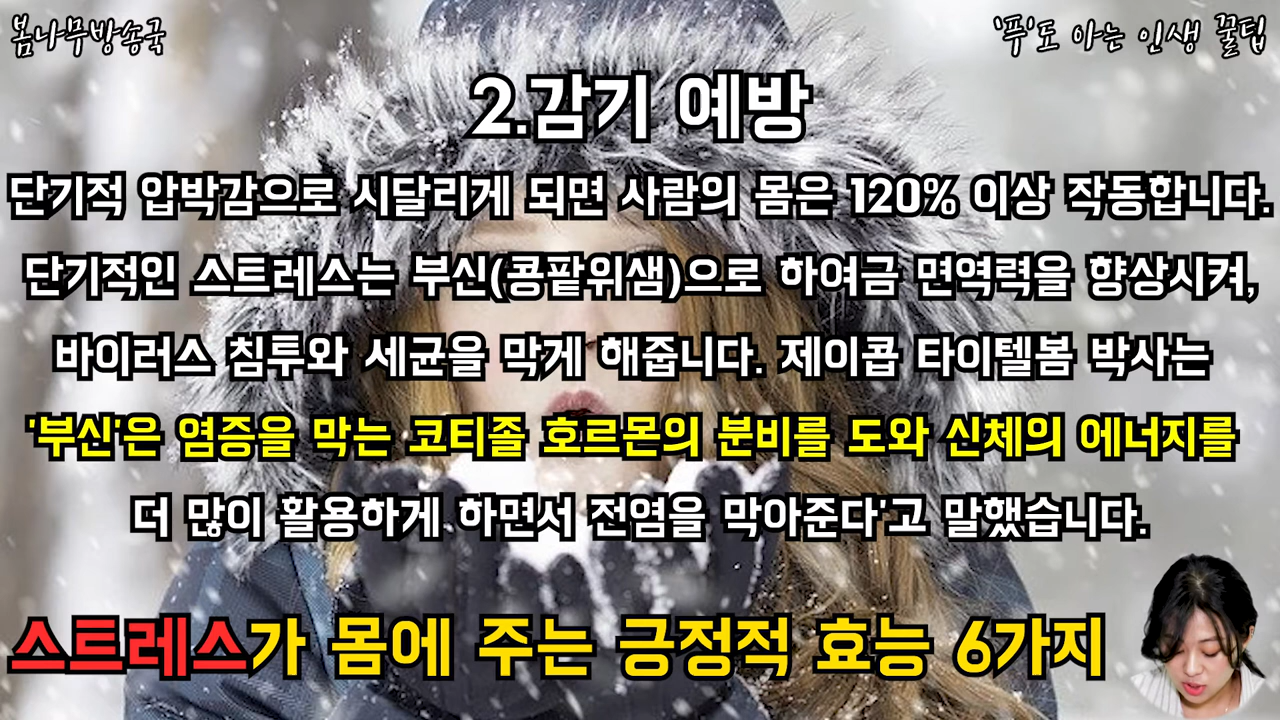 봄나무방송국
'푸'도 아는 인생 꿀팁
2.감기 예방
단기적 압박감으로 시달리게 되면 사람의 몸은 120% 이상 작동합니다.
단기적인 스트레스는 부신(콩팥위샘)으로 하여금 면역력을 향상시켜,
바이러스 침투와 세균을 막게 해줍니다. 제이콥 타이텔봄 박사는
'부신'은 염증을 막는 코티졸 호르몬의 분비를 도와 신체의 에너지를
더 많이 활용하게 하면서 전염을 막아준다'고 말했습니다.
스트레스가 몸에 주는 긍정적 효능 6가지